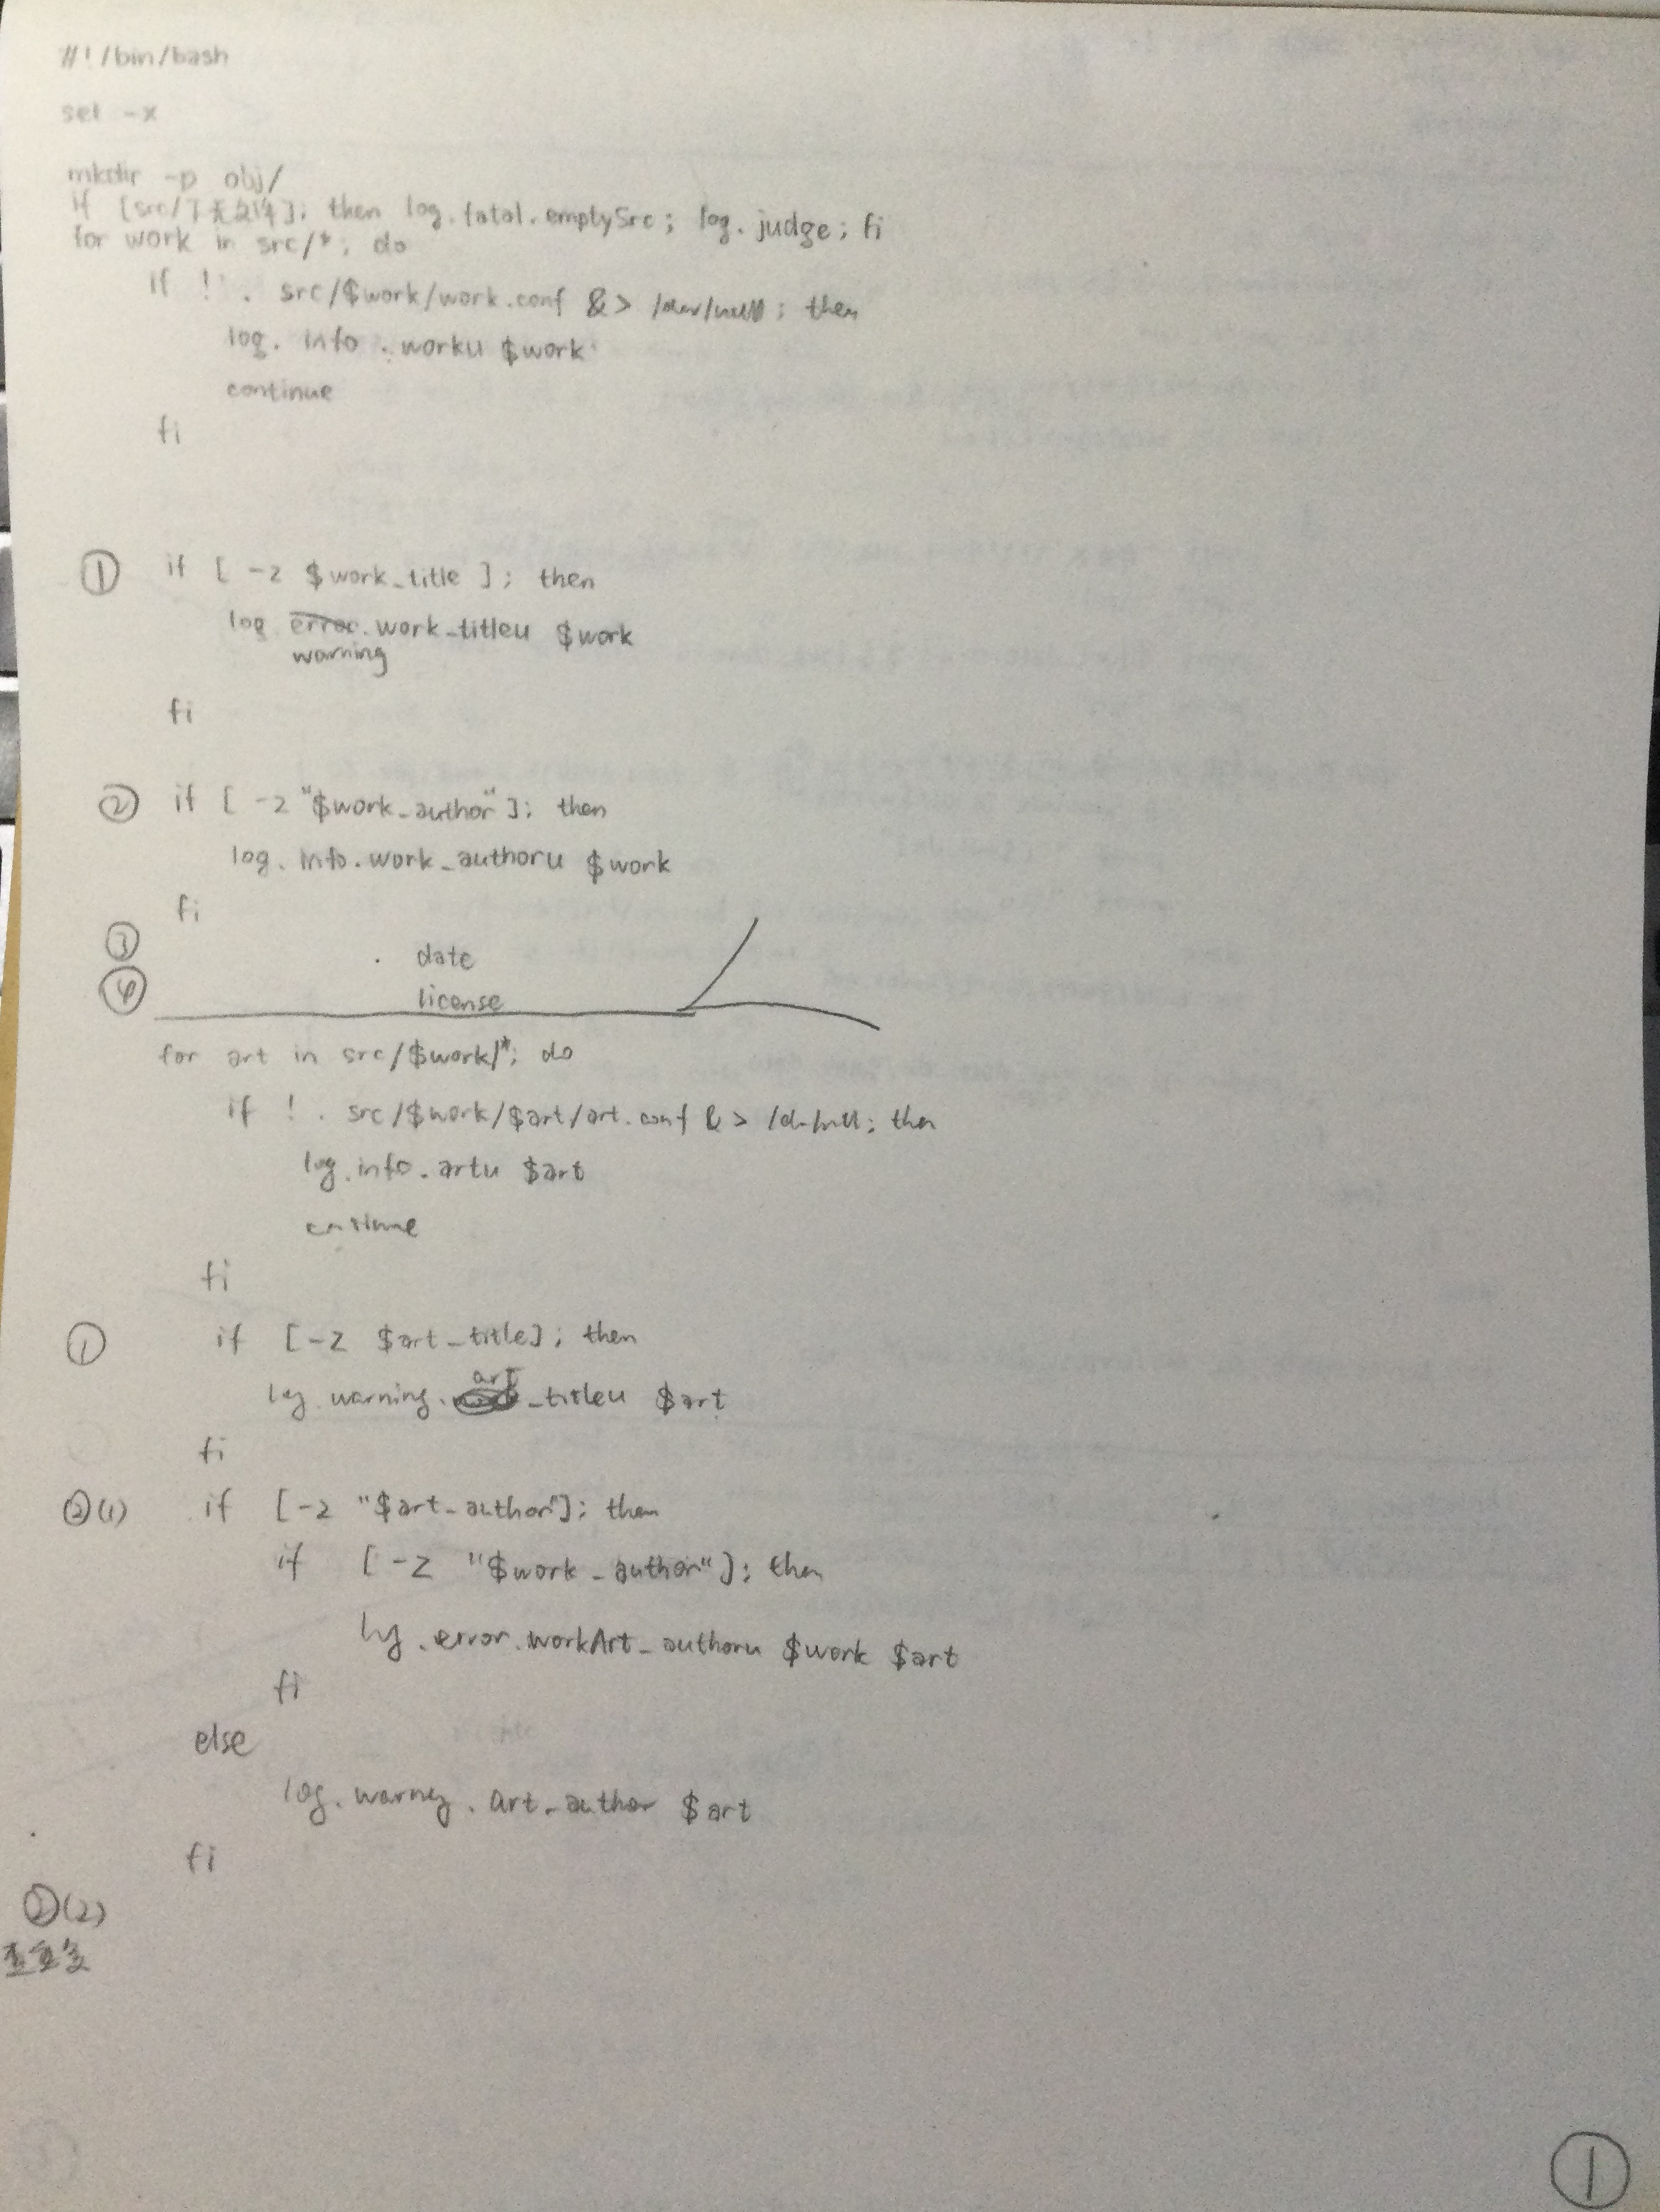 #!/bin/bash
set -x
mkdir -p obj/
if [src/下无文件]; then log.fatal.emptySrc; log.judge; fi
for work in src/*; do
if ! . src/$work/work.conf &> /dev/null; then
log.info.worku $work
continue
fi
① if [ -z $work_title ]; then
log error.work_titleu $work
warning
fi
② if [ -z "$work_author" ]; then
log.info.work_authoru $work
fi
③ date
④ license
for art in src/$work/*; do
if ! . src/$work/$art/art.conf &> /dev/null; then
log.info.artu $art
continue
fi
① if [-z $art_title]; then
art
log warning._titleu $art
fi
②(1) if [-z "$art_author"]; then
if [-z "$work_author"]; then
log.error.workArt_authoru $work $art
fi
else
log.warning.art_author $art
fi
②(2)
①